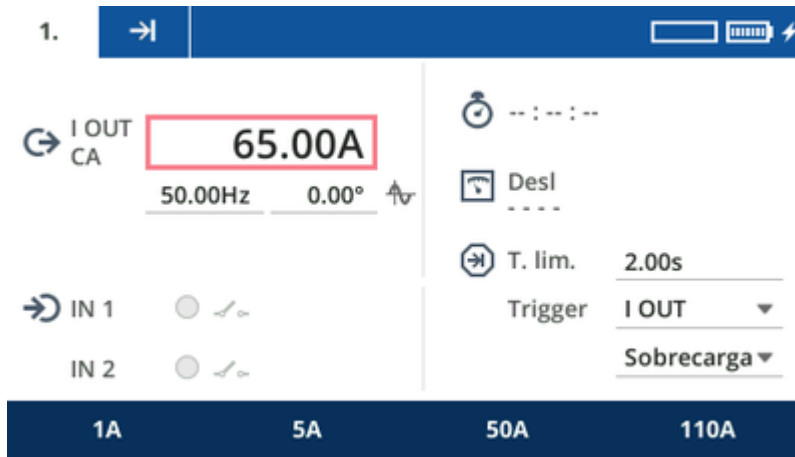 1.
I OUT
CA
65.00A
50.00Hz 0.00°
IN 1
IN 2
-- : -- : --
Desl
- - - -
T. lim. 2.00s
Trigger I OUT
Sobrecarga
1A 5A 50A 110A